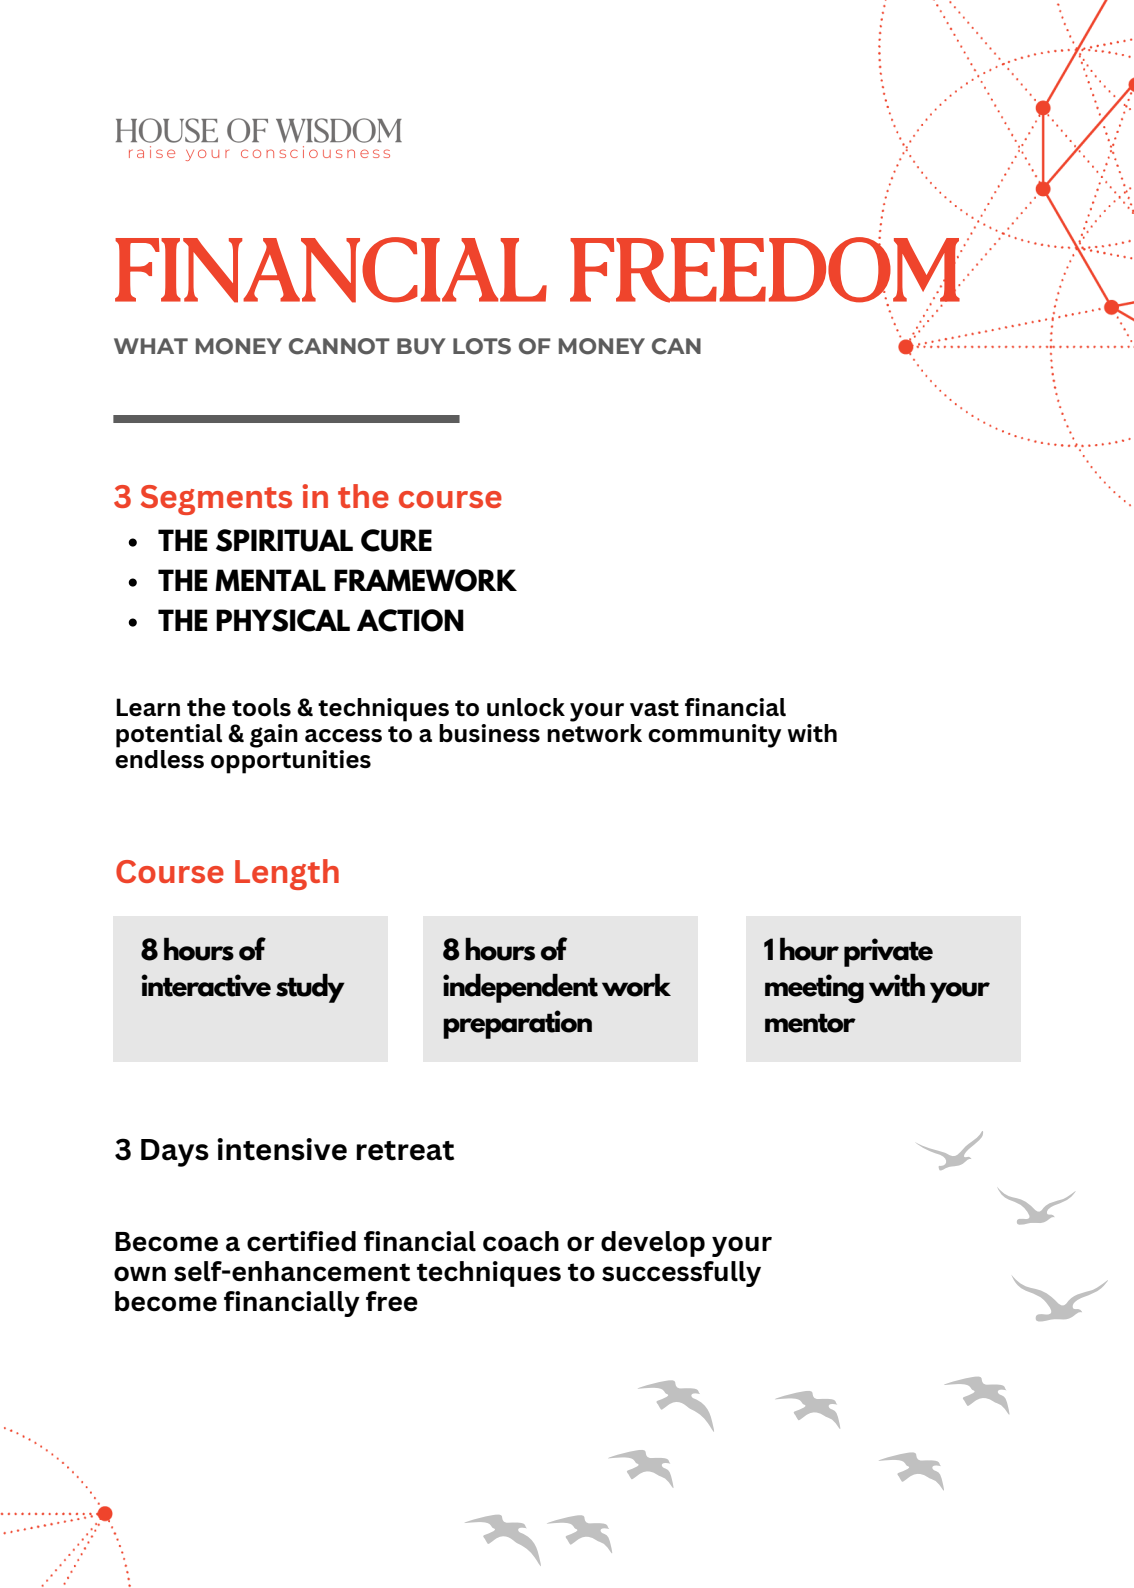 HOUSE OF WISDOM
raise your consciousness
FINANCIAL FREEDOM
WHAT MONEY CANNOT BUY LOTS OF MONEY CAN
3 Segments in the course
• THE SPIRITUAL CURE
• THE MENTAL FRAMEWORK
• THE PHYSICAL ACTION
Learn the tools & techniques to unlock your vast financial
potential & gain access to a business network community with
endless opportunities
Course Length
8 hours of
interactive study
8 hours of
independent work
preparation
1 hour private
meeting with your
mentor
3 Days intensive retreat
Become a certified financial coach or develop your
own self-enhancement techniques to successfully
become financially free